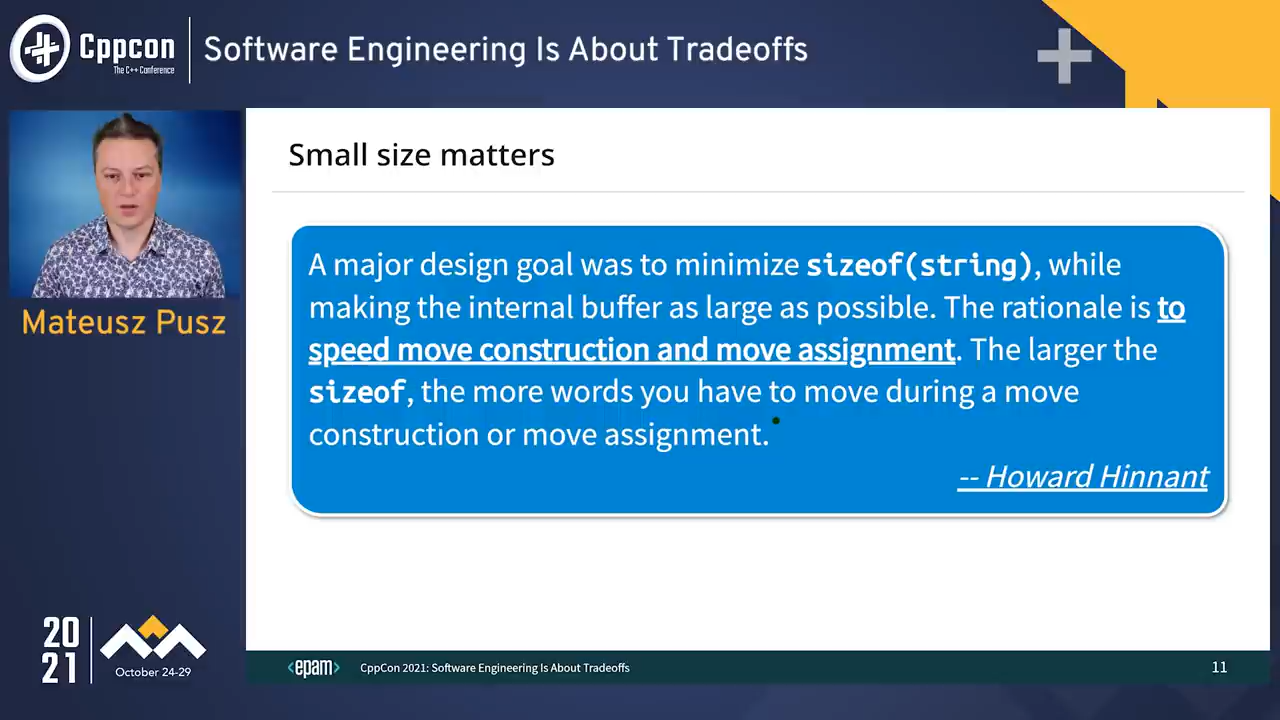 Cppcon
The C++ Conference
Software Engineering Is About Tradeoffs
Mateusz Pusz
Small size matters
A major design goal was to minimize sizeof(string), while
making the internal buffer as large as possible. The rationale is to
speed move construction and move assignment. The larger the
sizeof, the more words you have to move during a move
construction or move assignment.
-- Howard Hinnant
20
21
October 24-29
<epam>
CppCon 2021: Software Engineering Is About Tradeoffs
11